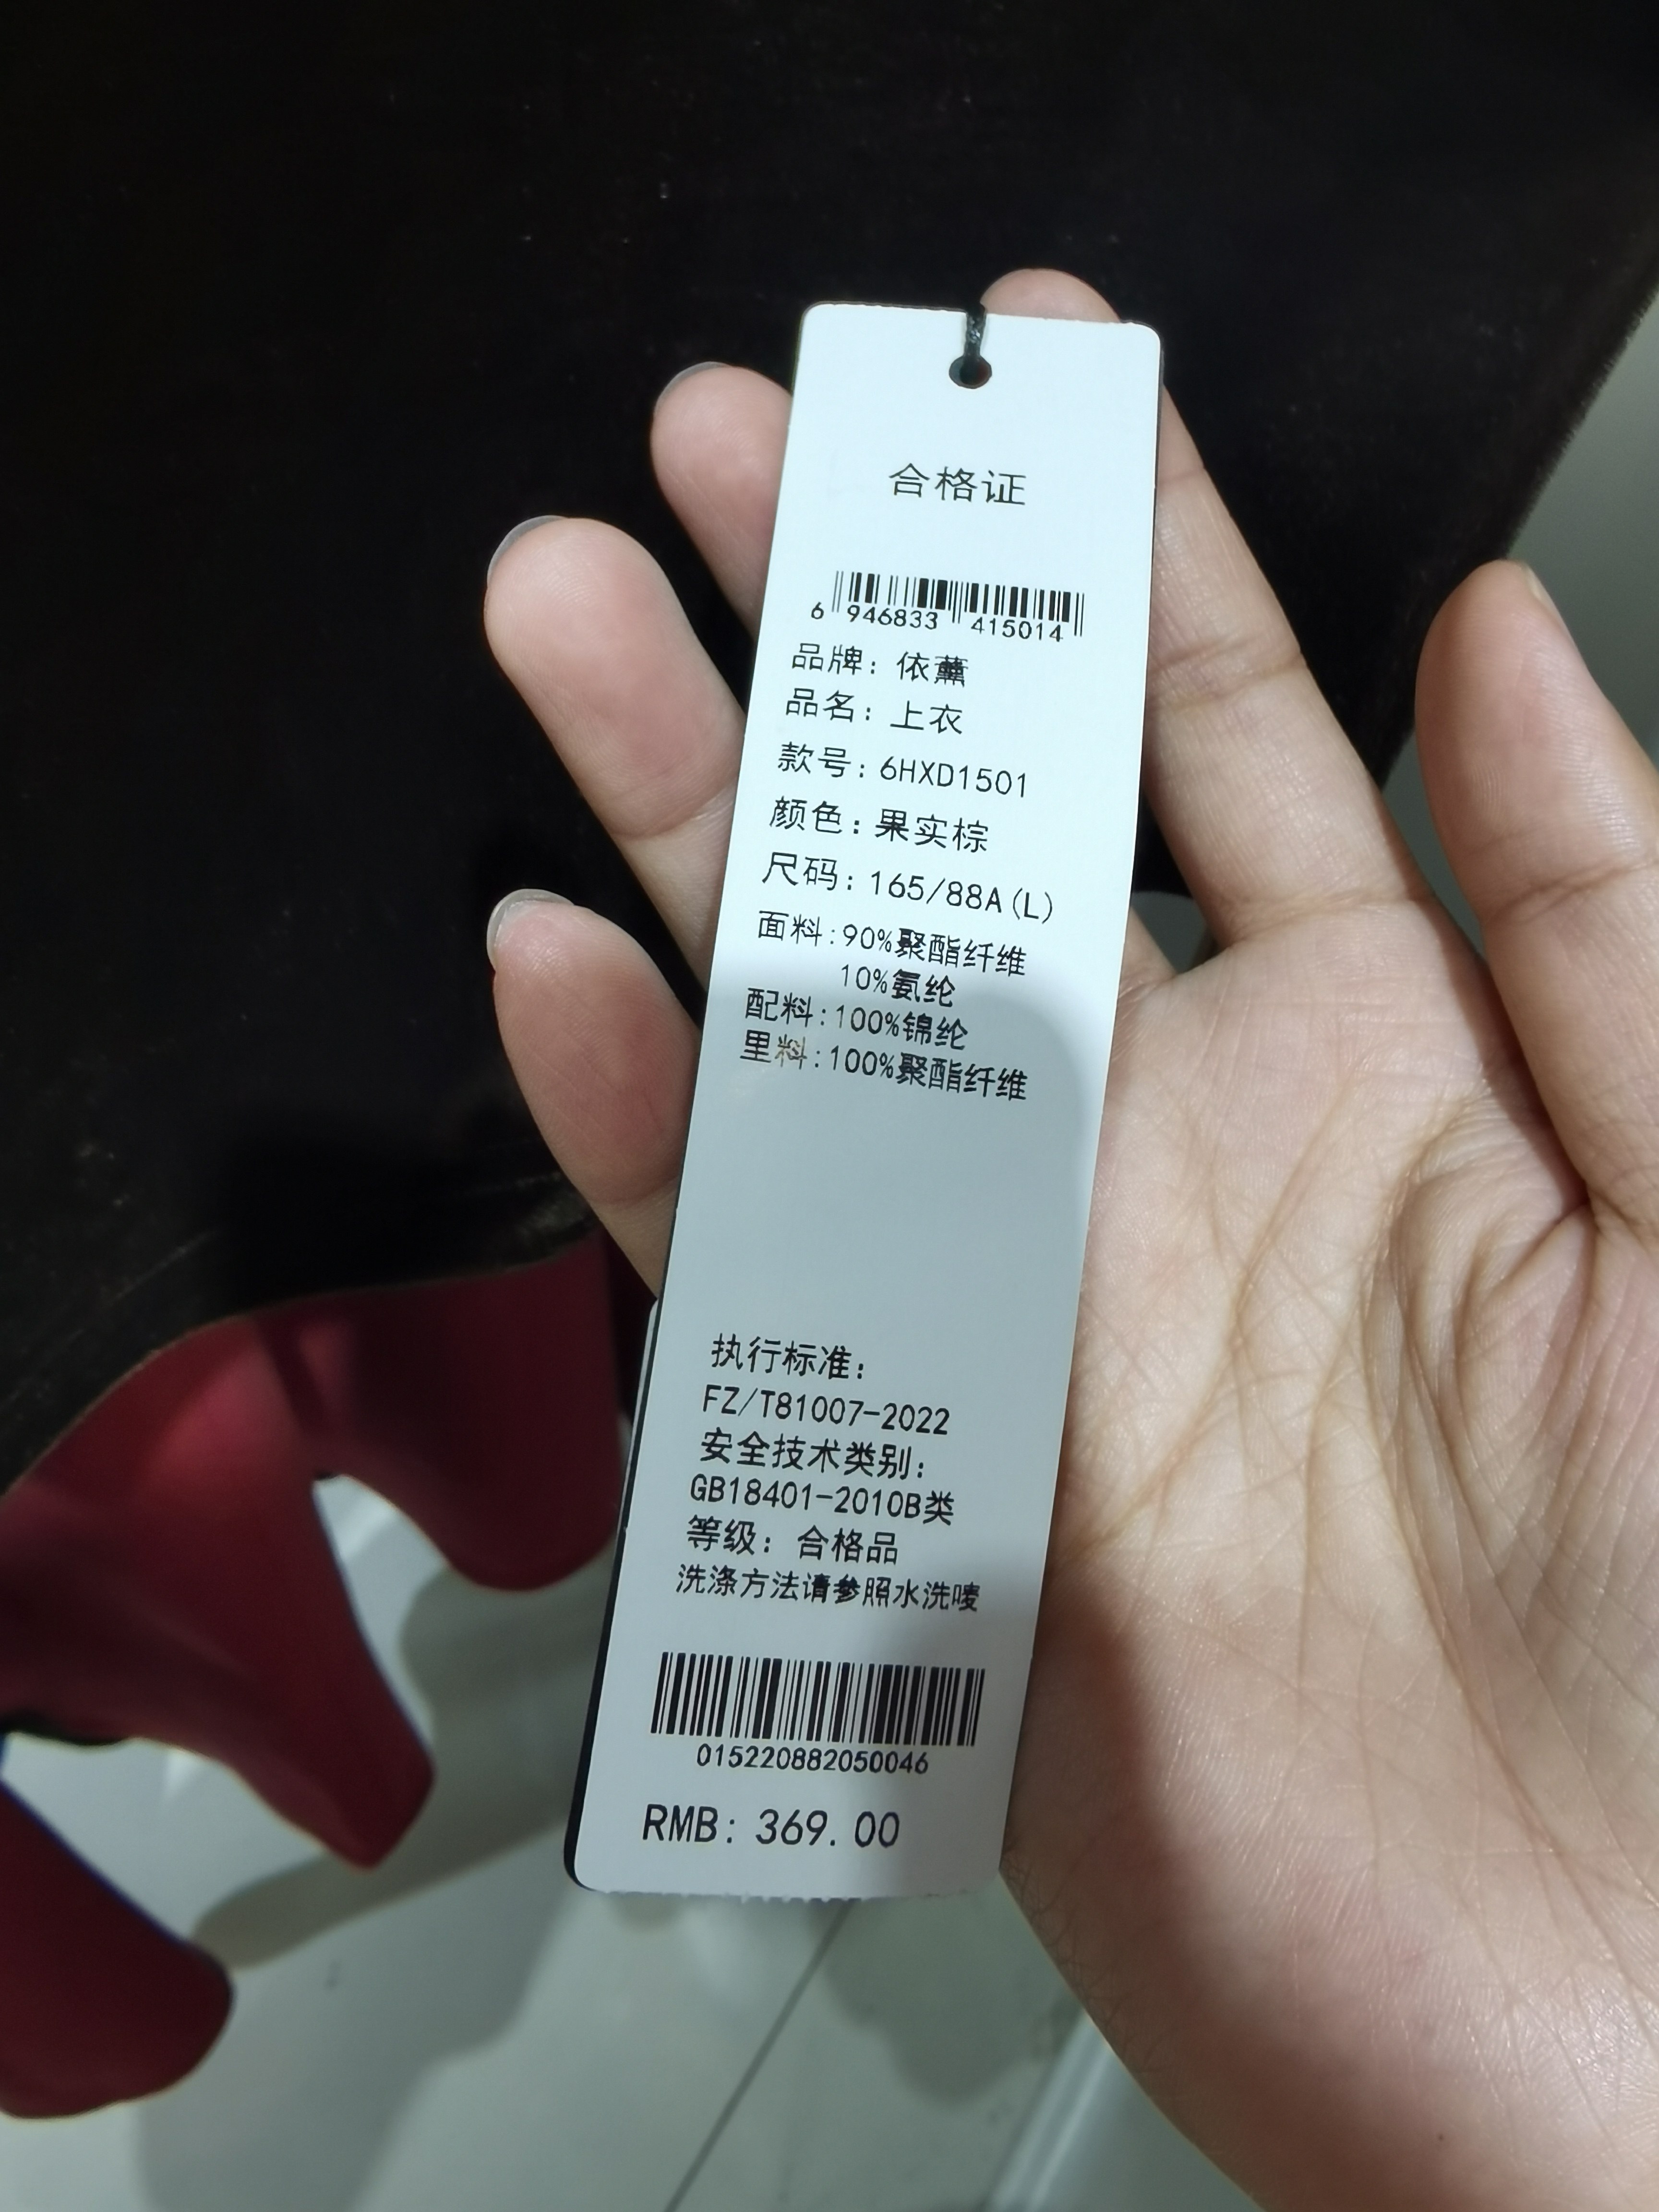 合格证
6 946833 415014
品牌：依薰
品名：上衣
款号：6HXD1501
颜色：果实棕
尺码：165/88A(L)
面料:90%聚酯纤维
10%氨纶
配料:100%锦纶
里料:100%聚酯纤维
执行标准：
FZ/T81007-2022
安全技术类别：
GB18401-2010B类
等级：合格品
洗涤方法请参照水洗唛
015220882050046
RMB: 369.00